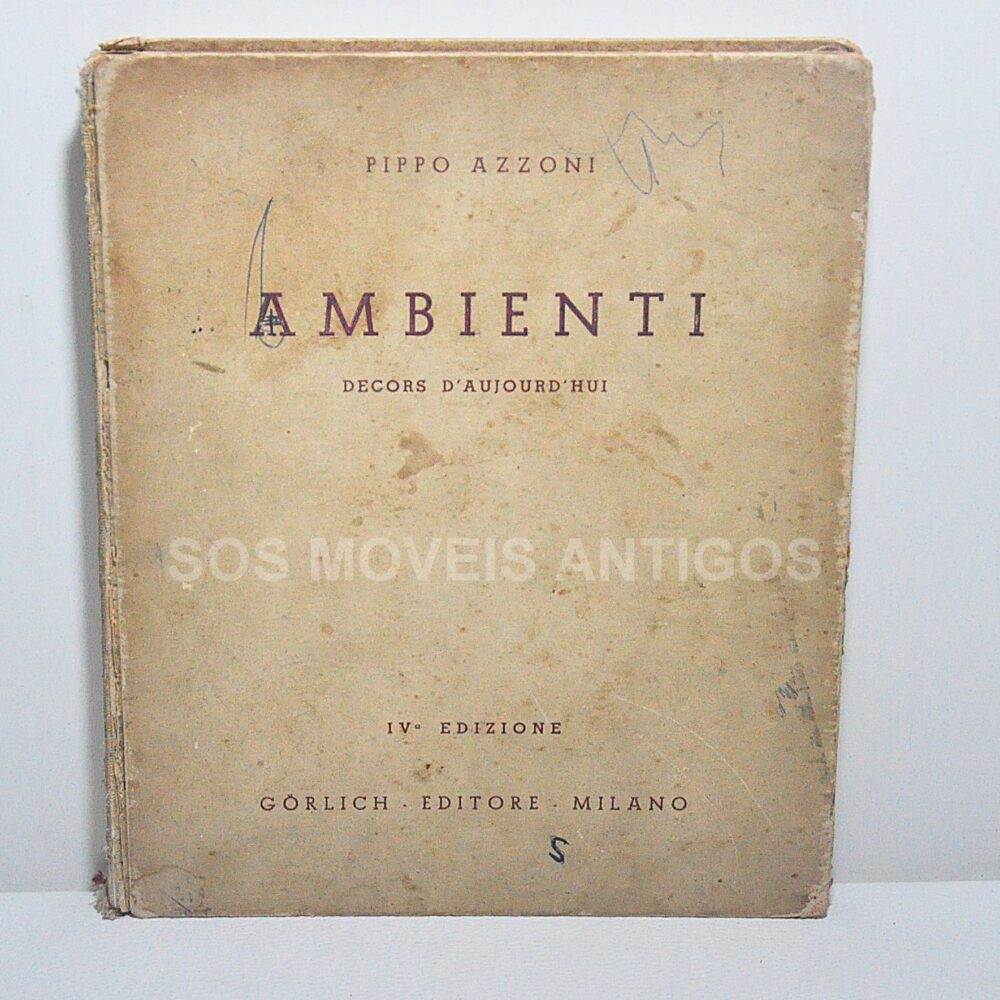 PIPPO AZZONI
AMBIENTI
DECORS D'AUJOURD'HUI
SOS MOVEIS ANTIGOS
IVª EDIZIONE
GÖRLICH - EDITORE - MILANO
S